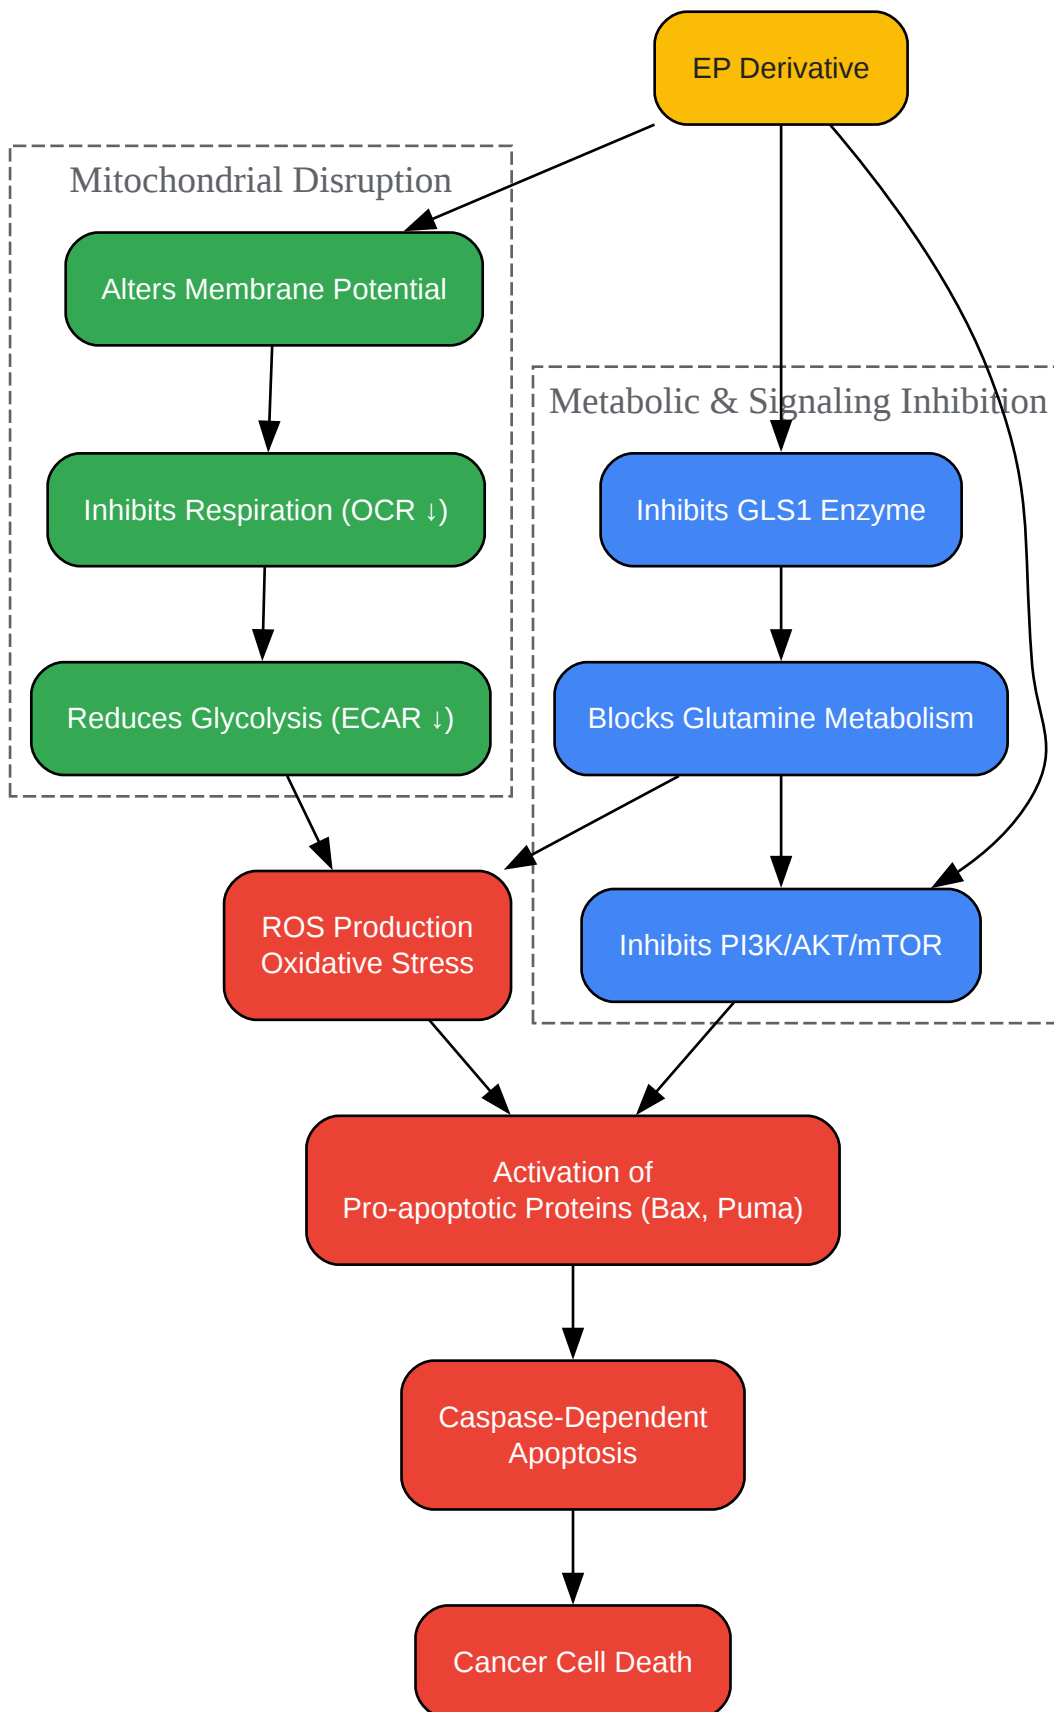 EP Derivative
Mitochondrial Disruption
Alters Membrane Potential
Inhibits Respiration (OCR ↓)
Reduces Glycolysis (ECAR ↓)
Metabolic & Signaling Inhibition
Inhibits GLS1 Enzyme
Blocks Glutamine Metabolism
Inhibits PI3K/AKT/mTOR
ROS Production
Oxidative Stress
Activation of
Pro-apoptotic Proteins (Bax, Puma)
Caspase-Dependent
Apoptosis
Cancer Cell Death